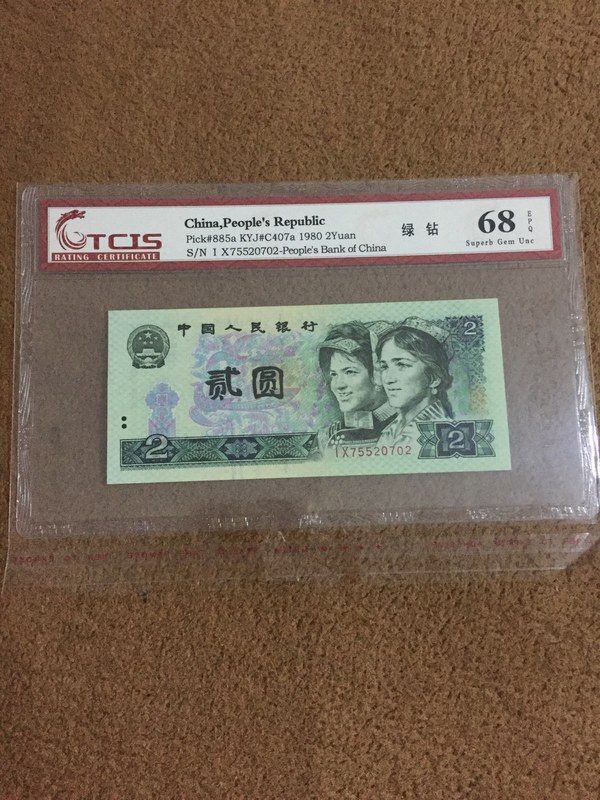 TCIS
RATING CERTIFICATE
China,People's Republic
Pick#885a KYJ#C407a 1980 2Yuan
S/N I X75520702-People's Bank of China
绿 钻
68 EPQ
Superb Gem Unc
中国人民银行
2
贰圆
2
2
IX75520702